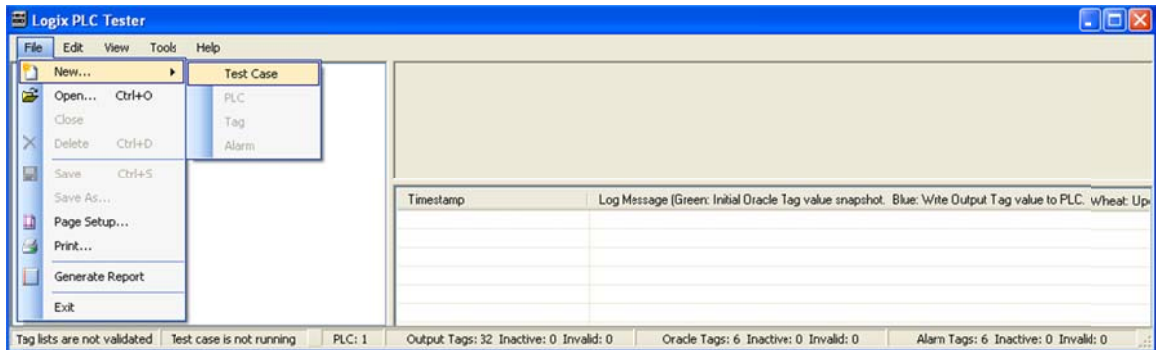 Logix PLC Tester
File Edit View Tools Help
New...
Open... Ctrl+O
Close
Delete Ctrl+D
Save Ctrl+S
Save As...
Page Setup...
Print...
Generate Report
Exit
Test Case
PLC
Tag
Alarm
Timestamp Log Message (Green: Initial Oracle Tag value snapshot. Blue: Write Output Tag value to PLC. Wheat:
Tag lists are not validated Test case is not running PLC: 1 Output Tags: 32 Inactive: 0 Invalid: 0 Oracle Tags: 6 Inactive: 0 Invalid: 0 Alarm Tags: 6 Inactive: 0 Invalid: 0